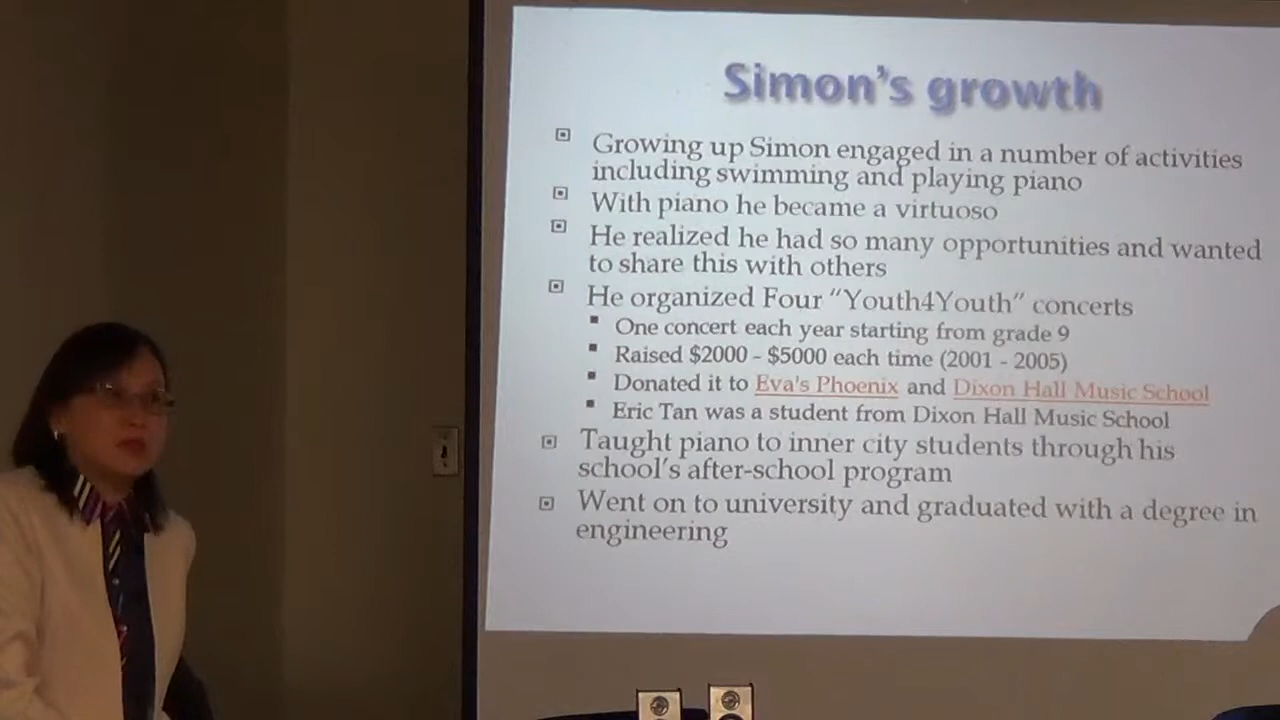 Simon's growth
Growing up Simon engaged in a number of activities
including swimming and playing piano
With piano he became a virtuoso
He realized he had so many opportunities and wanted
to share this with others
He organized Four "Youth4Youth" concerts
One concert each year starting from grade 9
Raised $2000 - $5000 each time (2001 - 2005)
Donated it to Eva's Phoenix and Dixon Hall Music School
Eric Tan was a student from Dixon Hall Music School
Taught piano to inner city students through his
school's after-school program
Went on to university and graduated with a degree in
engineering